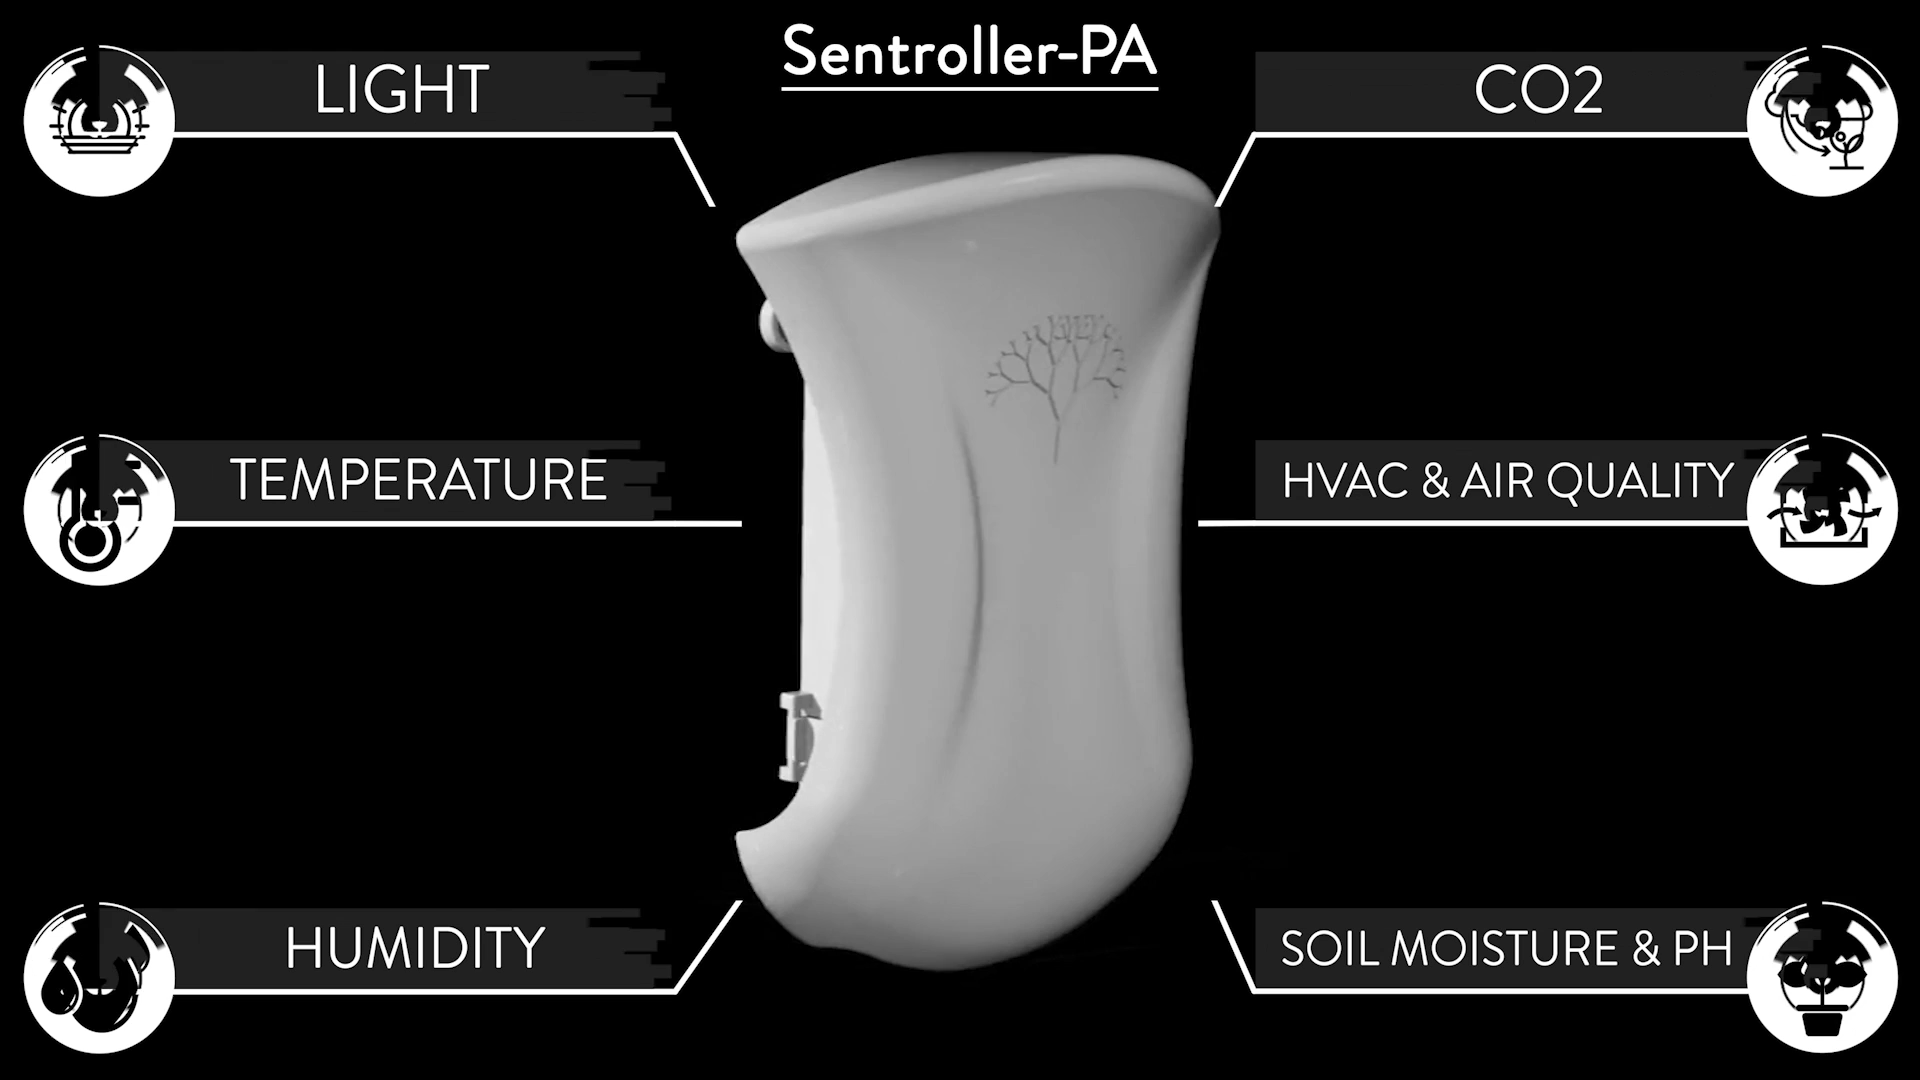 Sentroller-PA
LIGHT
CO2
TEMPERATURE
HVAC & AIR QUALITY
HUMIDITY
SOIL MOISTURE & PH